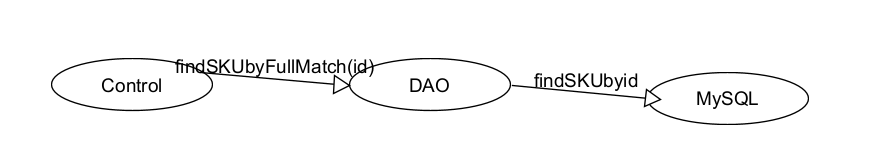 findSKUbyFullMatch(id)
Control
DAO
findSKUbyid
MySQL